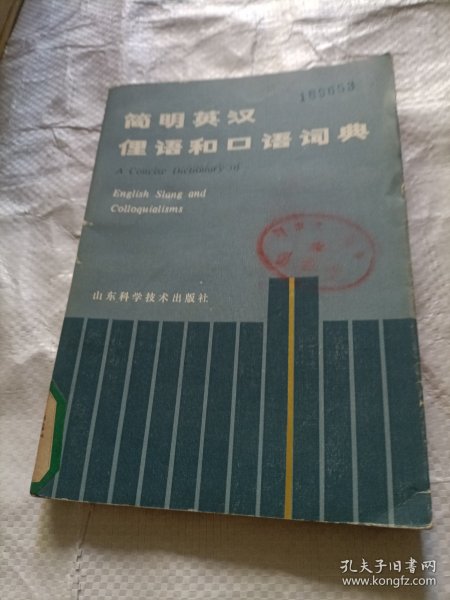 165653
简明英汉
俚语和口语词典
A Concise Dictionary of
English Slang and
Colloquialisms
山东科学技术出版社
孔夫子旧书网
www.kongfz.com